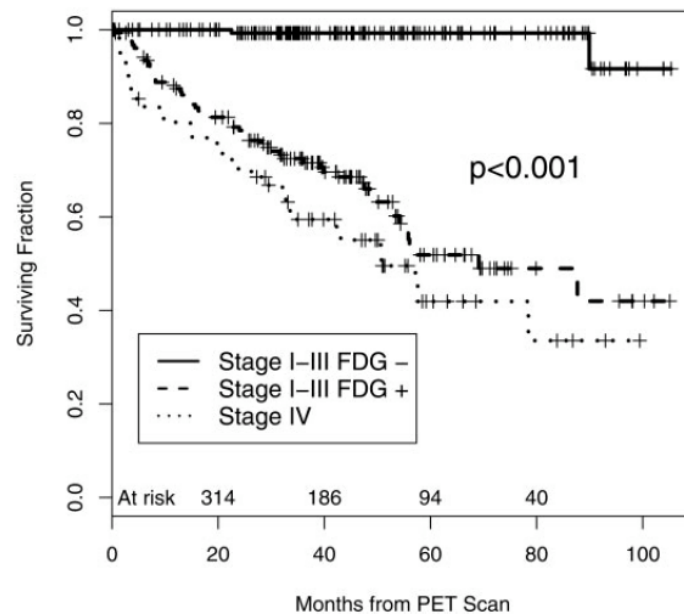 1.0
0.8
0.6
0.4
0.2
0.0
Surviving Fraction
p<0.001
Stage I–III FDG –
Stage I–III FDG +
Stage IV
At risk 314 186 94 40
0 20 40 60 80 100
Months from PET Scan